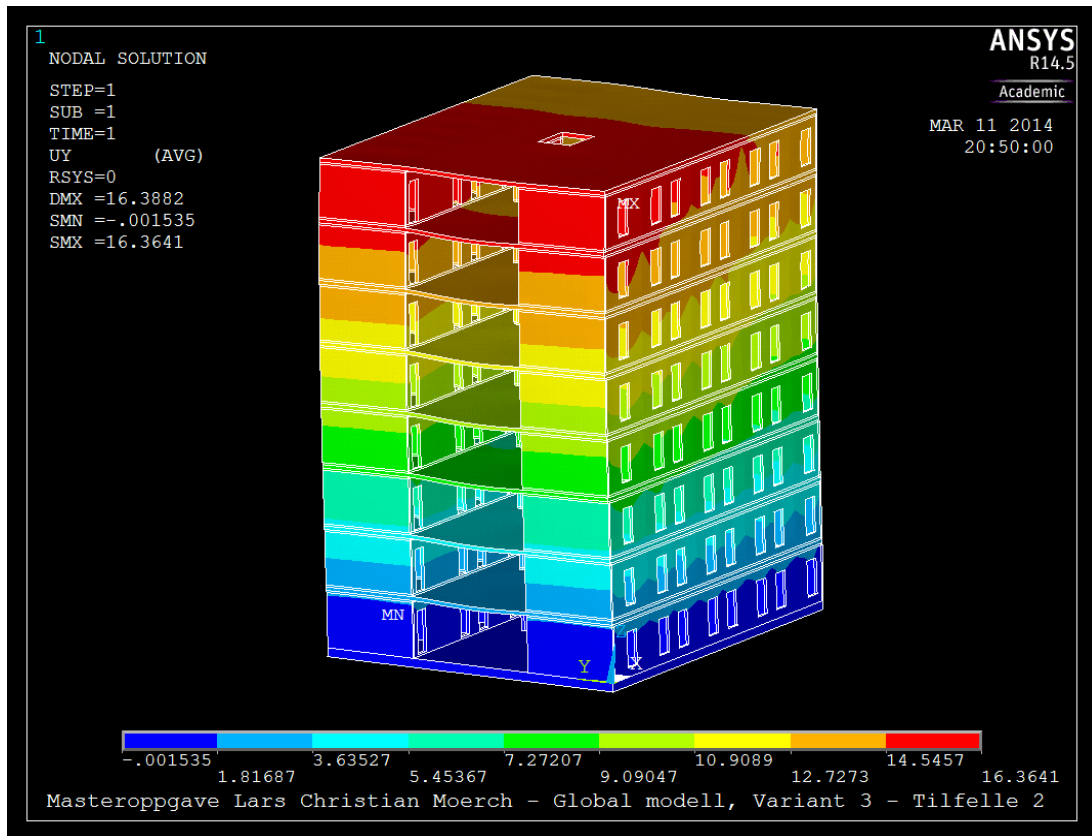 1
NODAL SOLUTION
STEP=1
SUB =1
TIME=1
UY (AVG)
RSYS=0
DMX =16.3882
SMN =-.001535
SMX =16.3641
ANSYS
R14.5
Academic
MAR 11 2014
20:50:00
MX
MN
Y X
-.001535 3.63527 7.27207 10.9089 14.5457
1.81687 5.45367 9.09047 12.7273 16.3641
Masteroppgave Lars Christian Moerch - Global modell, Variant 3 - Tilfelle 2